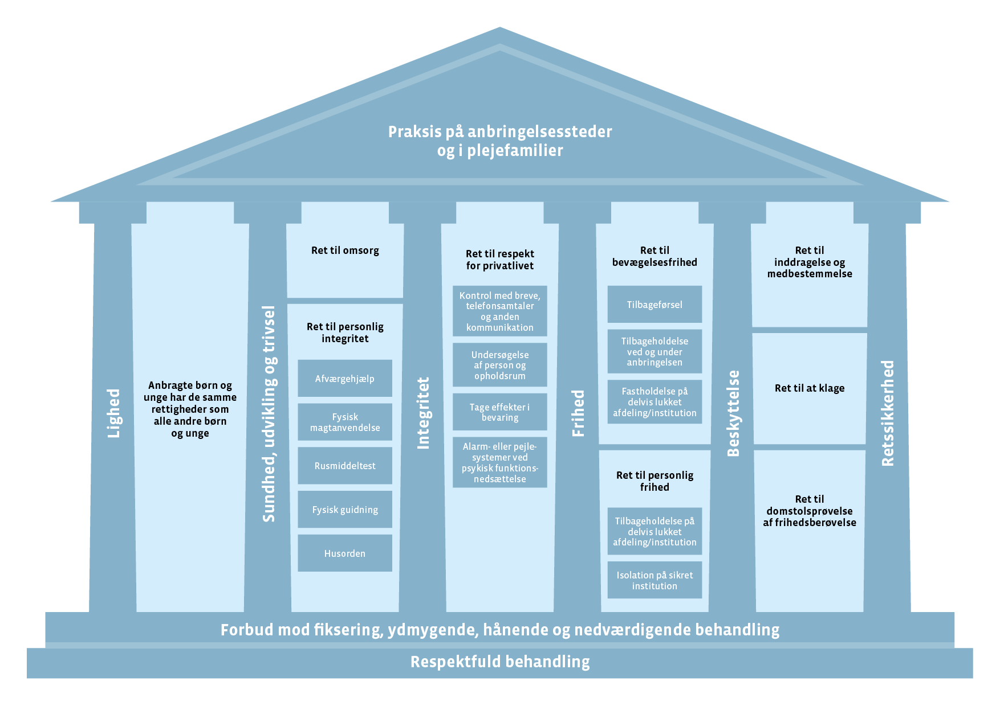 Praksis på anbringelsessteder
og i plejefamilier
Lighed
Anbragte børn og
unge har de samme
rettigheder som
alle andre børn
og unge
Sundhed, udvikling og trivsel
Ret til omsorg
Ret til personlig
integritet
Afværgehjælp
Fysisk
magtanvendelse
Rusmiddeltest
Fysisk guidning
Husorden
Integritet
Ret til respekt
for privatlivet
Kontrol med breve,
telefonsamtaler
og anden
kommunikation
Undersøgelse
af person og
opholdsrum
Tage effekter i
bevaring
Alarm- eller pejle-
systemer ved
psykisk funktions-
nedsættelse
Frihed
Ret til
bevægelsesfrihed
Tilbageførsel
Tilbageholdelse
ved og under
anbringelsen
Fastholdelse på
delvis lukket
afdeling/institution
Ret til personlig
frihed
Tilbageholdelse på
delvis lukket
afdeling/institution
Isolation på sikret
institution
Beskyttelse
Ret til
inddragelse og
medbestemmelse
Ret til at klage
Ret til
domstolsprøvelse
af frihedsberøvelse
Retssikkerhed
Forbud mod fiksering, ydmygende, hånende og nedværdigende behandling
Respektfuld behandling